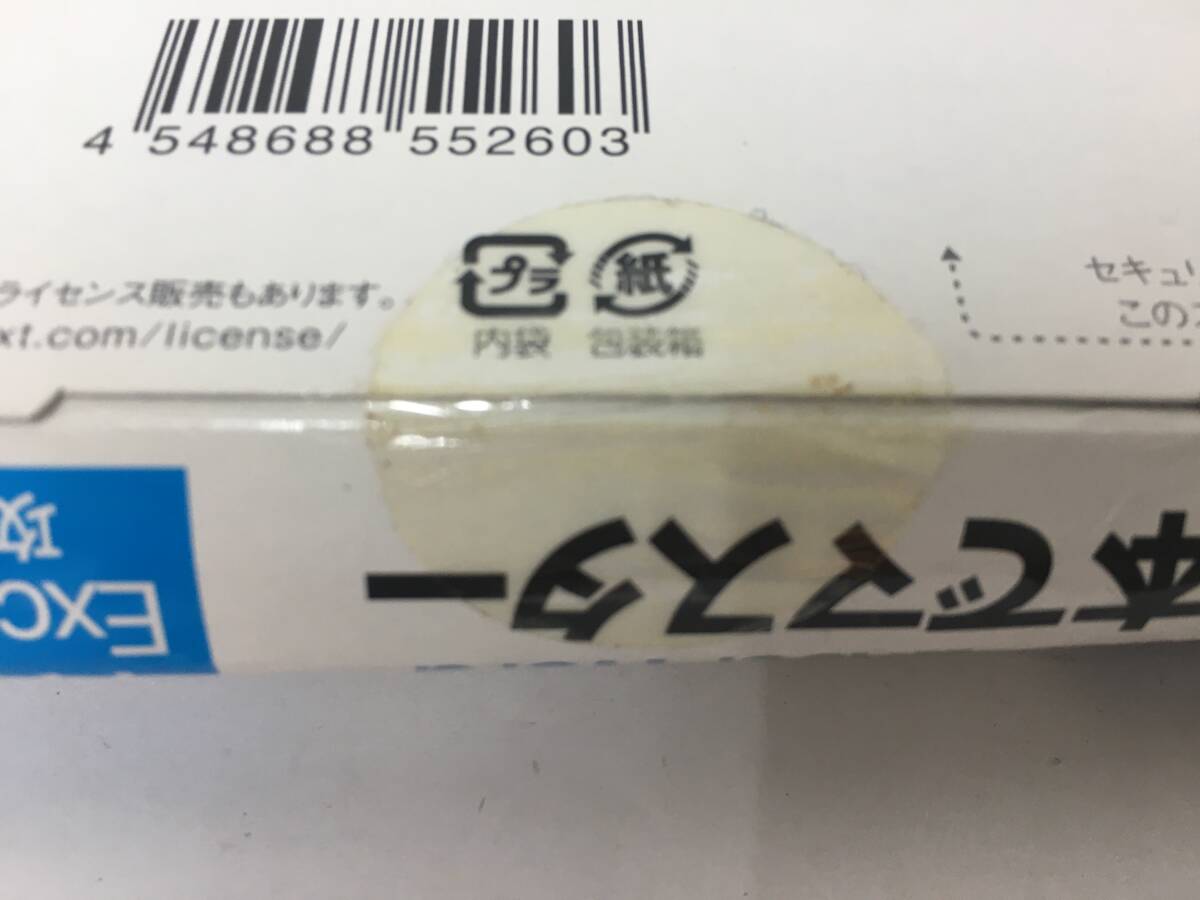 4 548688 552603
プラ 紙
内袋 包装箱
ライセンス販売もあります。
xt.com/license/
セキュリ
この
本でマスター
攻
Exc